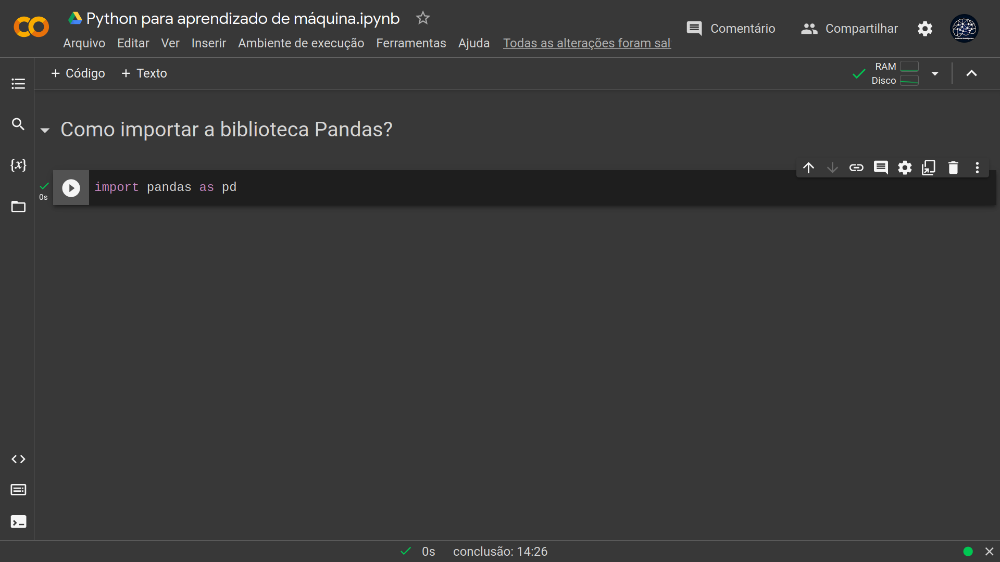 Python para aprendizado de máquina.ipynb
Arquivo Editar Ver Inserir Ambiente de execução Ferramentas Ajuda Todas as alterações foram sal
Comentário Compartilhar
+ Código + Texto
RAM
Disco
Como importar a biblioteca Pandas?
{x}
import pandas as pd
0s
0s conclusão: 14:26